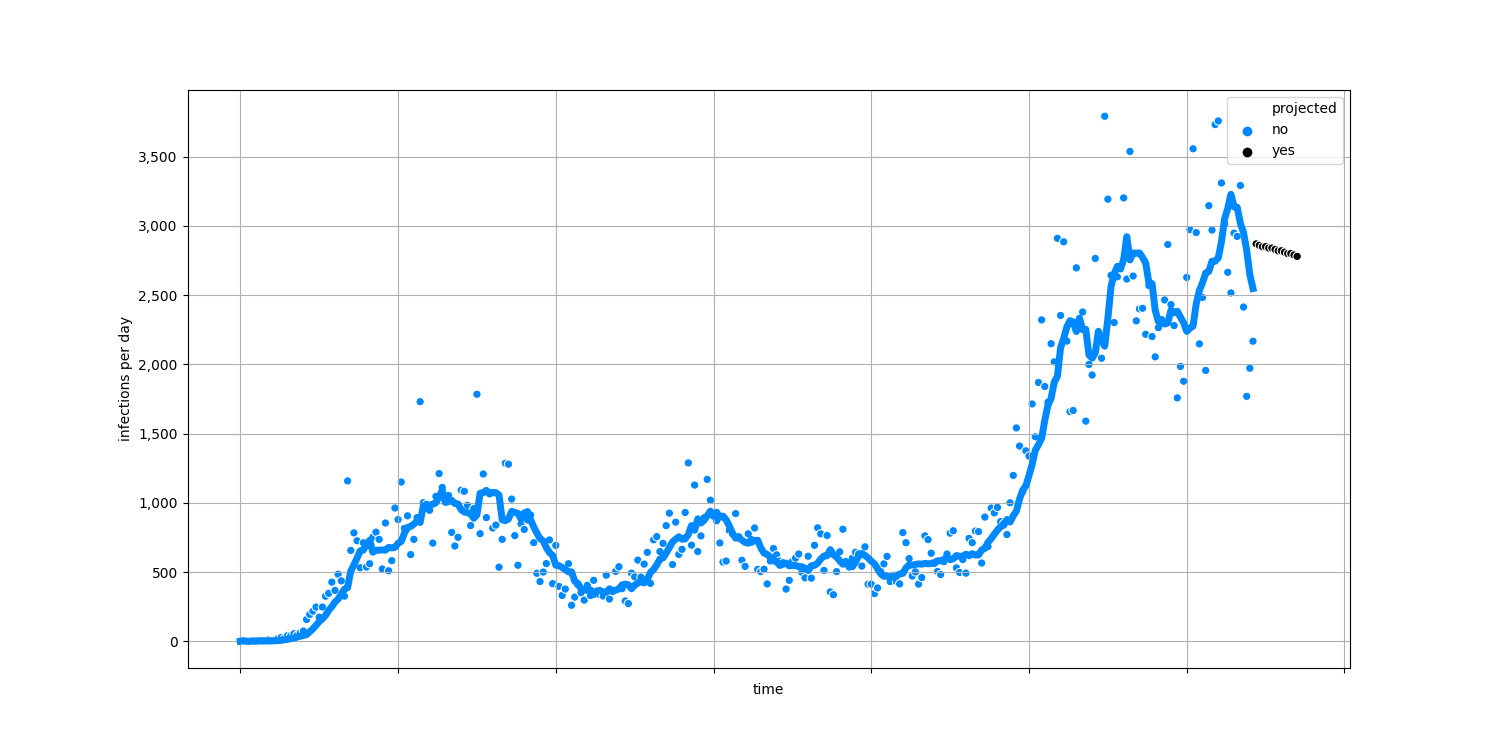 projected
no
yes
3,500
3,000
2,500
2,000
1,500
1,000
500
0
infections per day
time